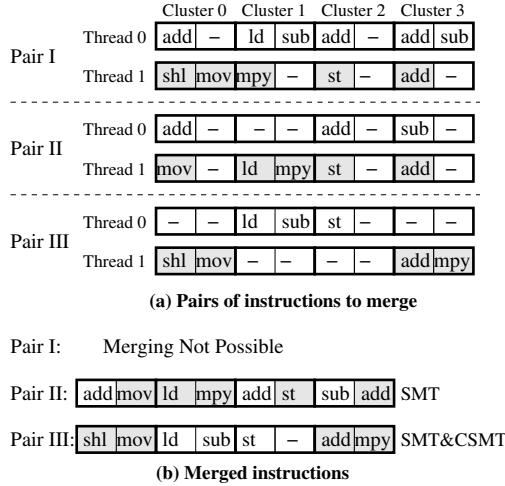 Cluster 0 Cluster 1 Cluster 2 Cluster 3
Pair I
Thread 0 add – ld sub add – add sub
Thread 1 shl mov mpy – st – add –
Pair II
Thread 0 add – – – add – sub –
Thread 1 mov – ld mpy st – add –
Pair III
Thread 0 – – ld sub st – – –
Thread 1 shl mov – – – – add mpy
(a) Pairs of instructions to merge
Pair I: Merging Not Possible
Pair II: add mov ld mpy add st sub add SMT
Pair III: shl mov ld sub st – add mpy SMT&CSMT
(b) Merged instructions